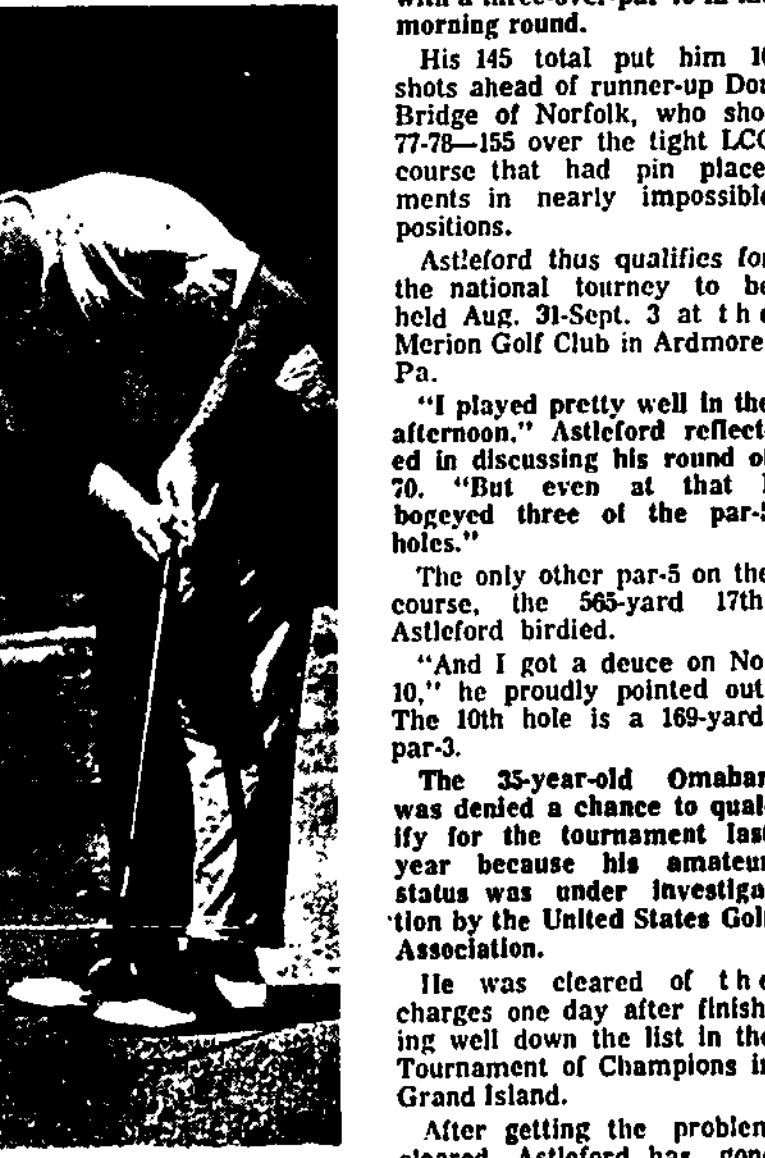 with a three-over-par in
morning round.
His 145 total put him
shots ahead of runner-up Don
Bridge of Norfolk, who sho
77-78—155 over the tight LCC
course that had pin place
ments in nearly impossible
positions.
Astleford thus qualifies for
the national tourney to be
held Aug. 31-Sept. 3 at t h e
Merion Golf Club in Ardmore
Pa.
"I played pretty well in the
afternoon," Astleford reflect-
ed in discussing his round of
70. "But even at that I
bogeyed three of the par-5
holes."
The only other par-5 on the
course, the 565-yard 17th
Astleford birdied.
"And I got a deuce on No
10," he proudly pointed out
The 10th hole is a 169-yard
par-3.
The 35-year-old Omahan
was denied a chance to qual-
ify for the tournament last
year because his amateur
status was under investiga
tion by the United States Golf
Association.
He was cleared of t h e
charges one day after finish
ing well down the list in the
Tournament of Champions in
Grand Island.
After getting the problem
cleared, Astleford has gone